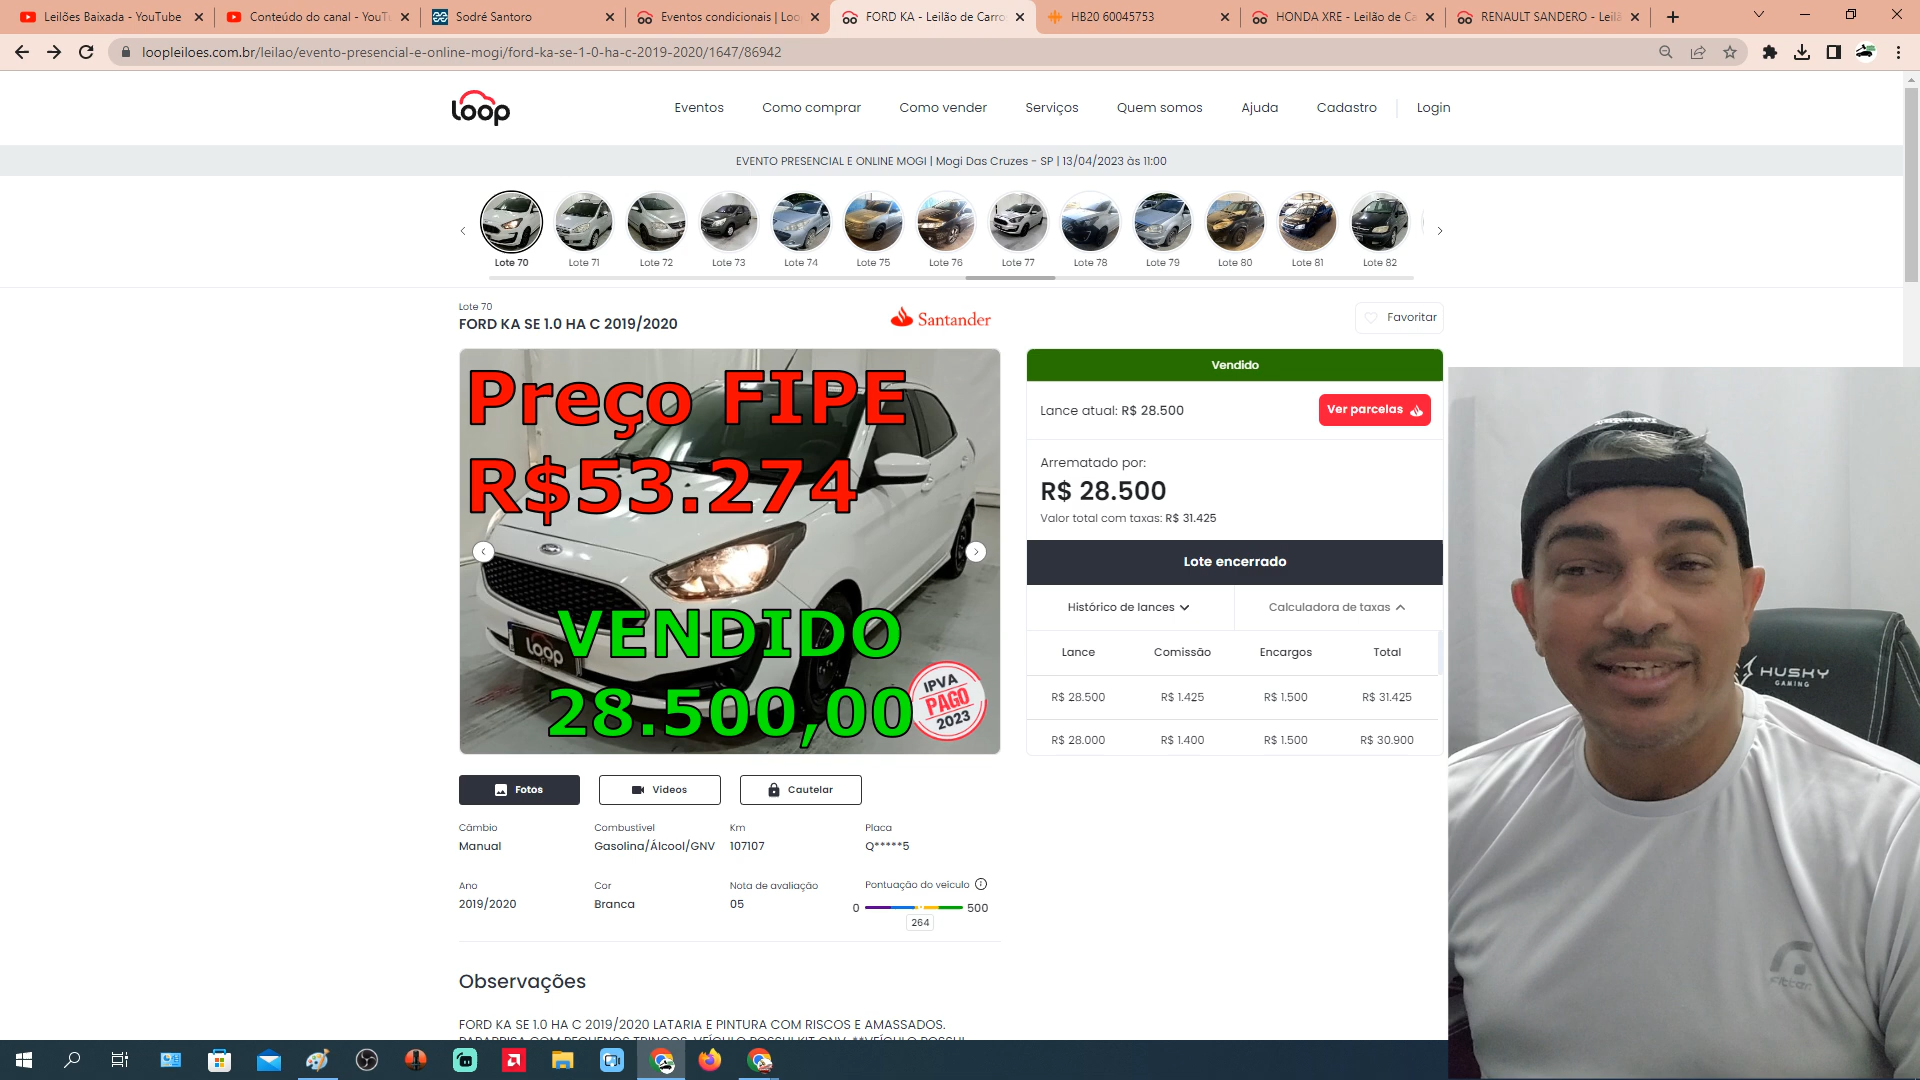 Leilões Baixada - YouTube
Conteúdo do canal - YouTu
Sodré Santoro
Eventos condicionais | Loo
FORD KA - Leilão de Carro
HB20 60045753
HONDA XRE - Leilão de Ca
RENAULT SANDERO - Leilã
loopleiloes.com.br/leilao/evento-presencial-e-online-mogi/ford-ka-se-1-0-ha-c-2019-2020/1647/86942
loop
Eventos
Como comprar
Como vender
Serviços
Quem somos
Ajuda
Cadastro
Login
EVENTO PRESENCIAL E ONLINE MOGI | Mogi Das Cruzes - SP | 13/04/2023 às 11:00
Lote 70
Lote 71
Lote 72
Lote 73
Lote 74
Lote 75
Lote 76
Lote 77
Lote 78
Lote 79
Lote 80
Lote 81
Lote 82
Lote 70
FORD KA SE 1.0 HA C 2019/2020
Santander
Favoritar
Preço FIPE
R$53.274
VENDIDO
28.500,00
loop
IPVA
PAGO
2023
Vendido
Lance atual: R$ 28.500
Ver parcelas
Arrematado por:
R$ 28.500
Valor total com taxas: R$ 31.425
Lote encerrado
Histórico de lances
Calculadora de taxas
Lance Comissão Encargos Total
R$ 28.500 R$ 1.425 R$ 1.500 R$ 31.425
R$ 28.000 R$ 1.400 R$ 1.500 R$ 30.900
Fotos
Vídeos
Cautelar
Câmbio
Manual
Combustível
Gasolina/Álcool/GNV
Km
107107
Placa
Q*****5
Ano
2019/2020
Cor
Branca
Nota de avaliação
05
Pontuação do veículo
0
500
264
Observações
FORD KA SE 1.0 HA C 2019/2020 LATARIA E PINTURA COM RISCOS E AMASSADOS.
HUSKY
GAMING
Fitcar